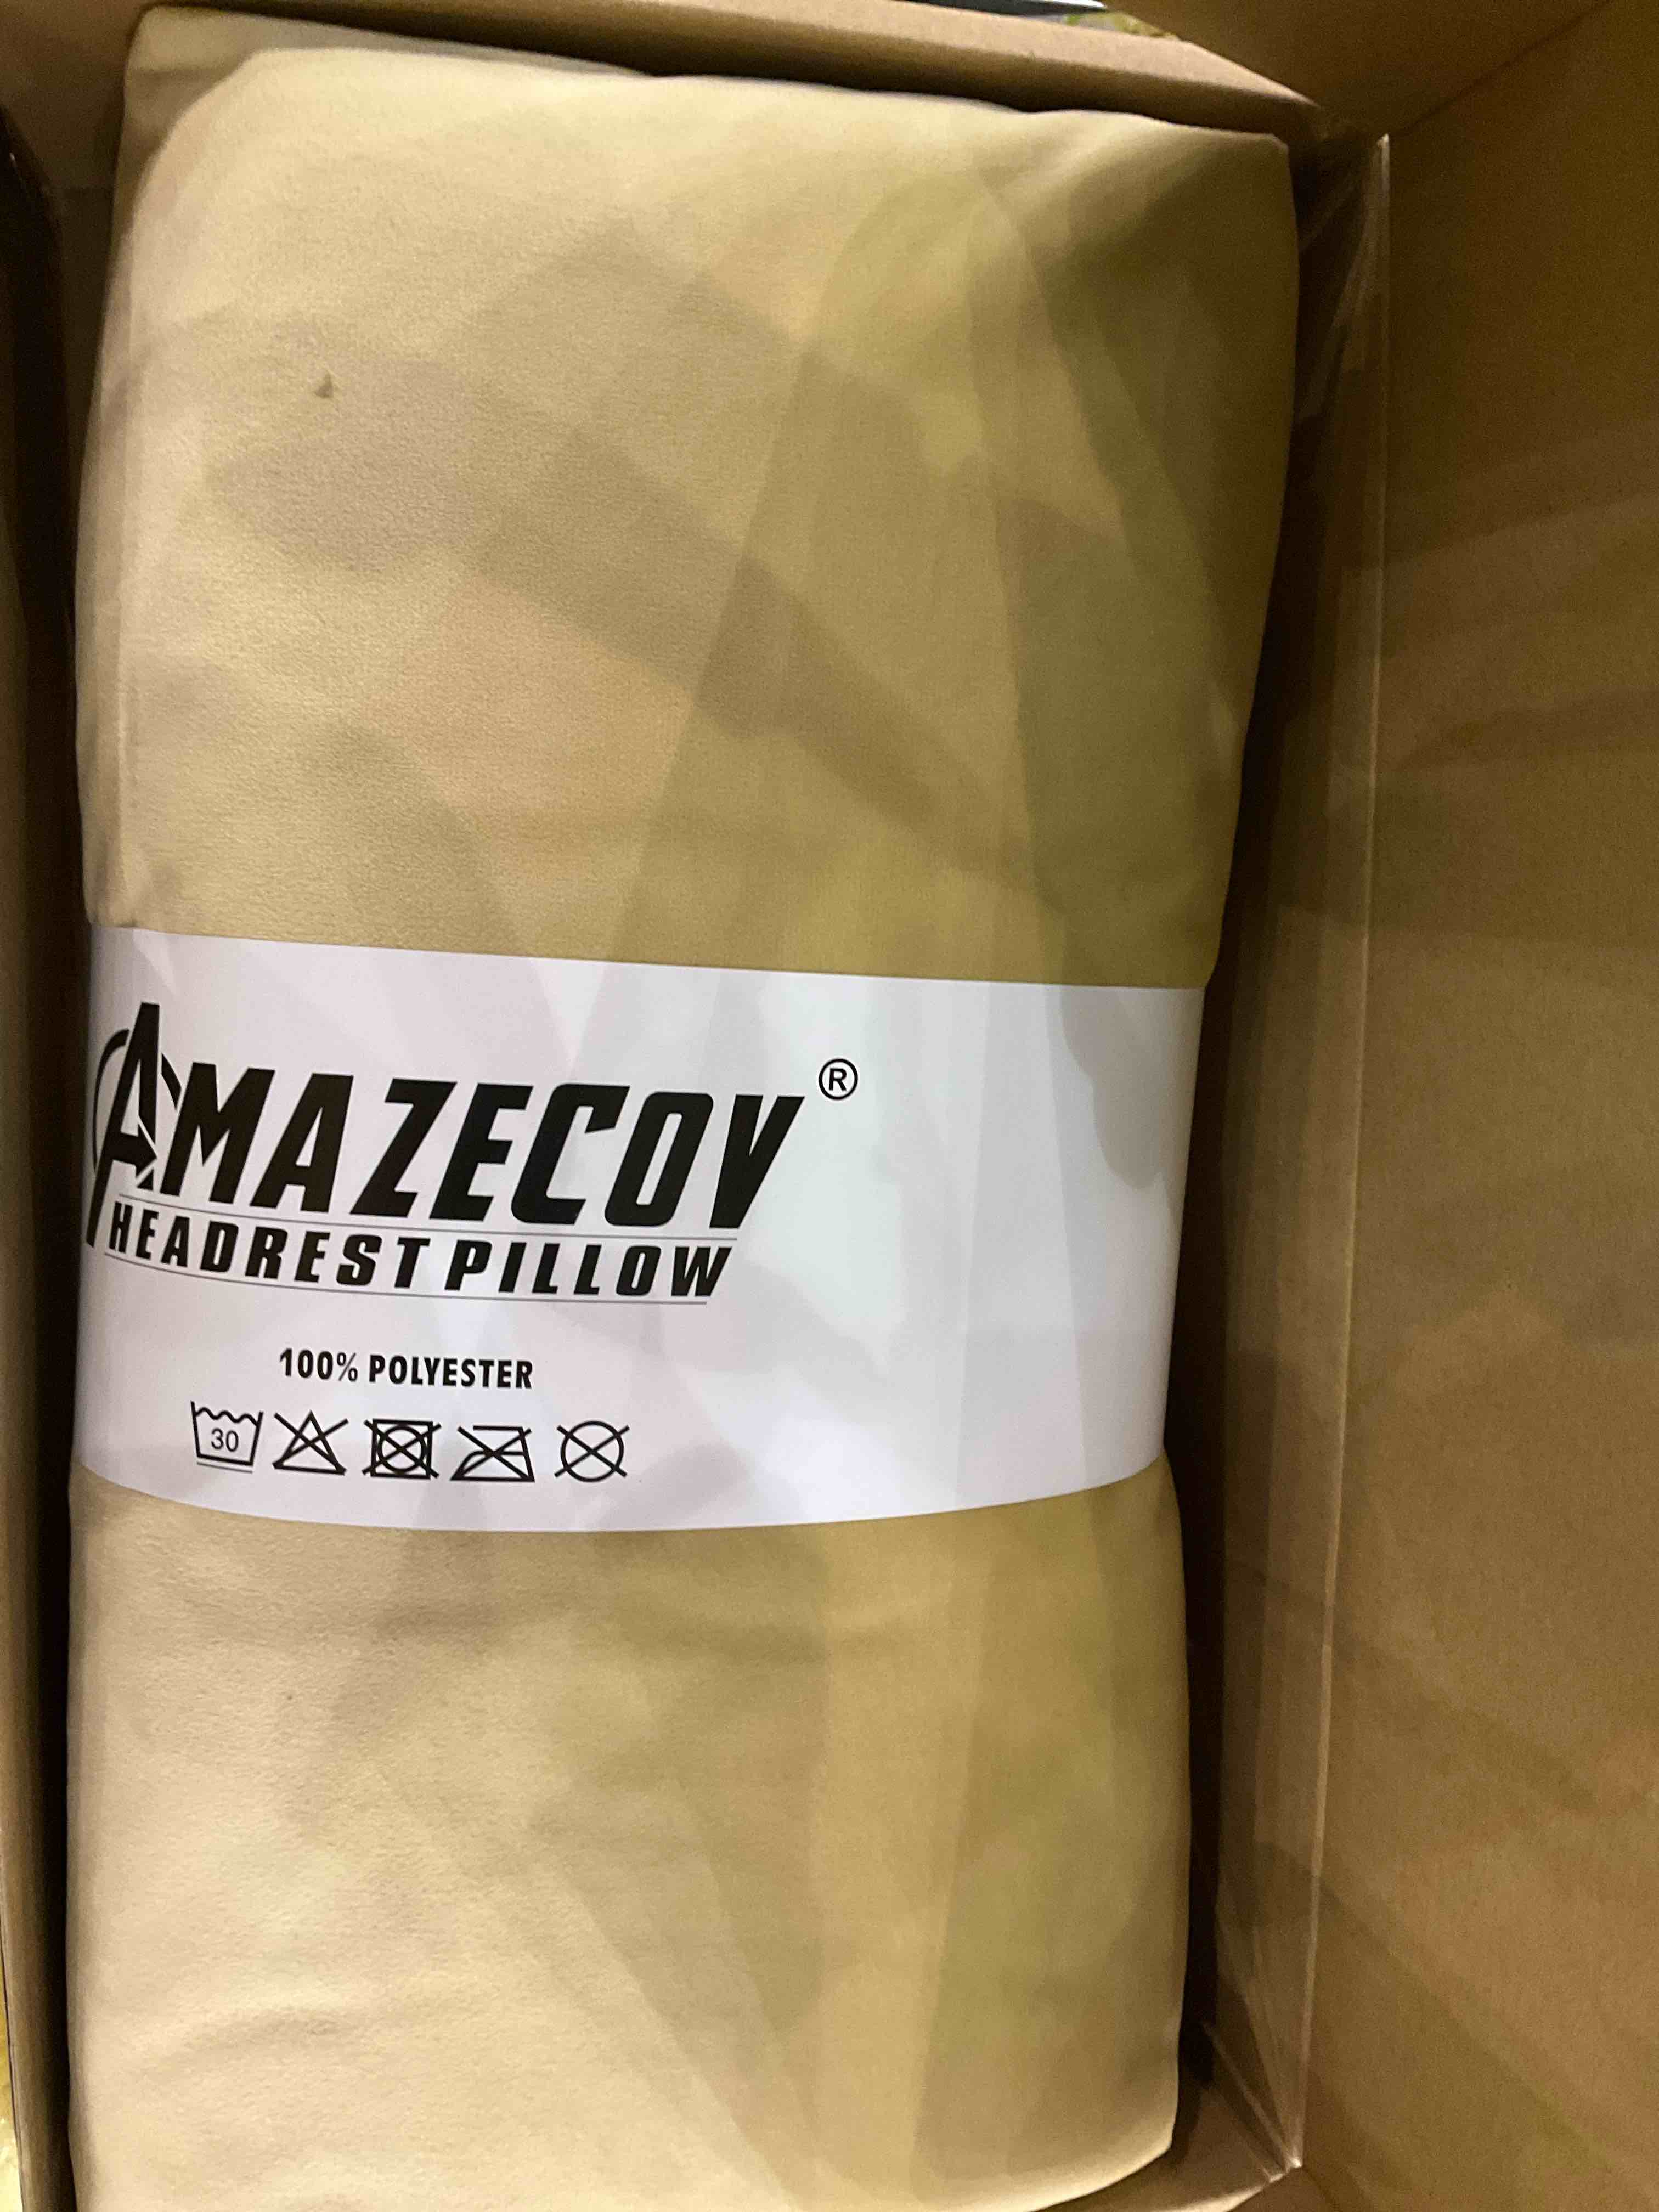 AMAZECOV®
HEADREST PILLOW
100% POLYESTER
30